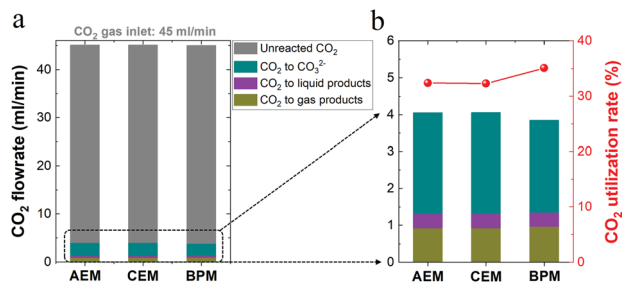 a
CO₂ gas inlet: 45 ml/min
Unreacted CO₂
CO₂ to CO₃²⁻
CO₂ to liquid products
CO₂ to gas products
CO₂ flowrate (ml/min)
40
30
20
10
0
AEM CEM BPM
b
6
5
4
3
2
1
0
AEM CEM BPM
40
30
20
10
0
CO₂ utilization rate (%)